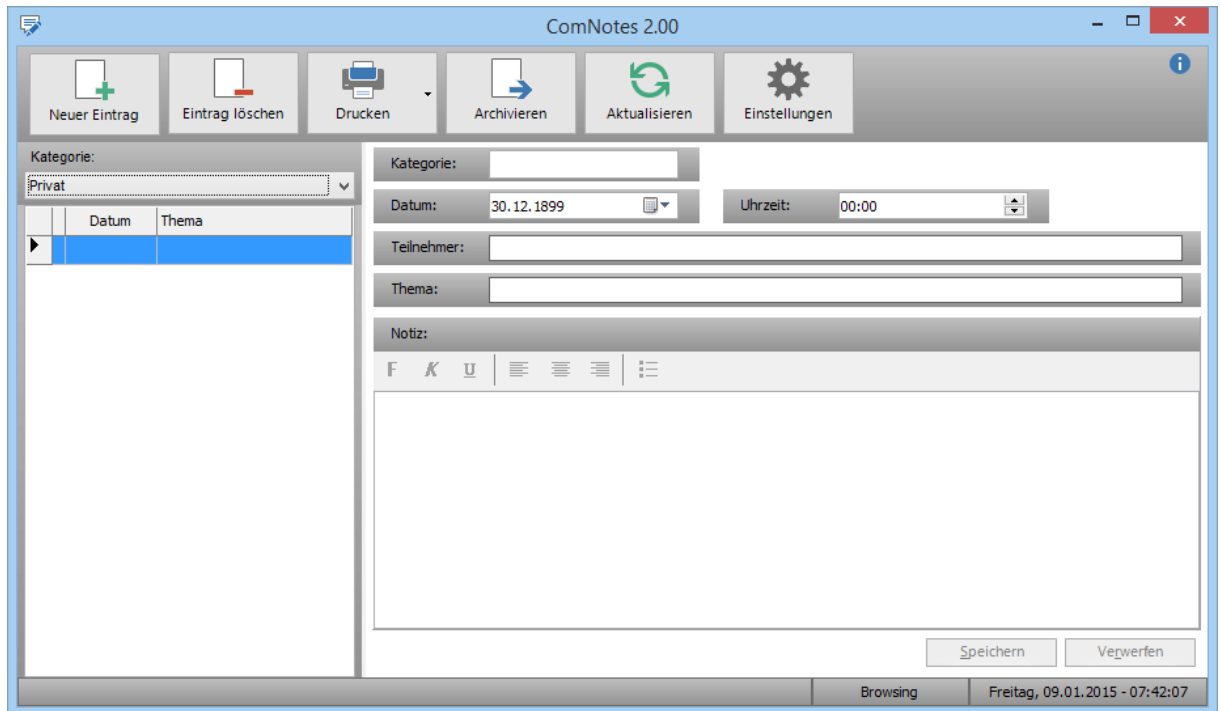 ComNotes 2.00
Neuer Eintrag
Eintrag löschen
Drucken
Archivieren
Aktualisieren
Einstellungen
Kategorie:
Privat
Datum Thema
Kategorie:
Datum: 30.12.1899 Uhrzeit: 00:00
Teilnehmer:
Thema:
Notiz:
F K U
Speichern Verwerfen
Browsing Freitag, 09.01.2015 - 07:42:07